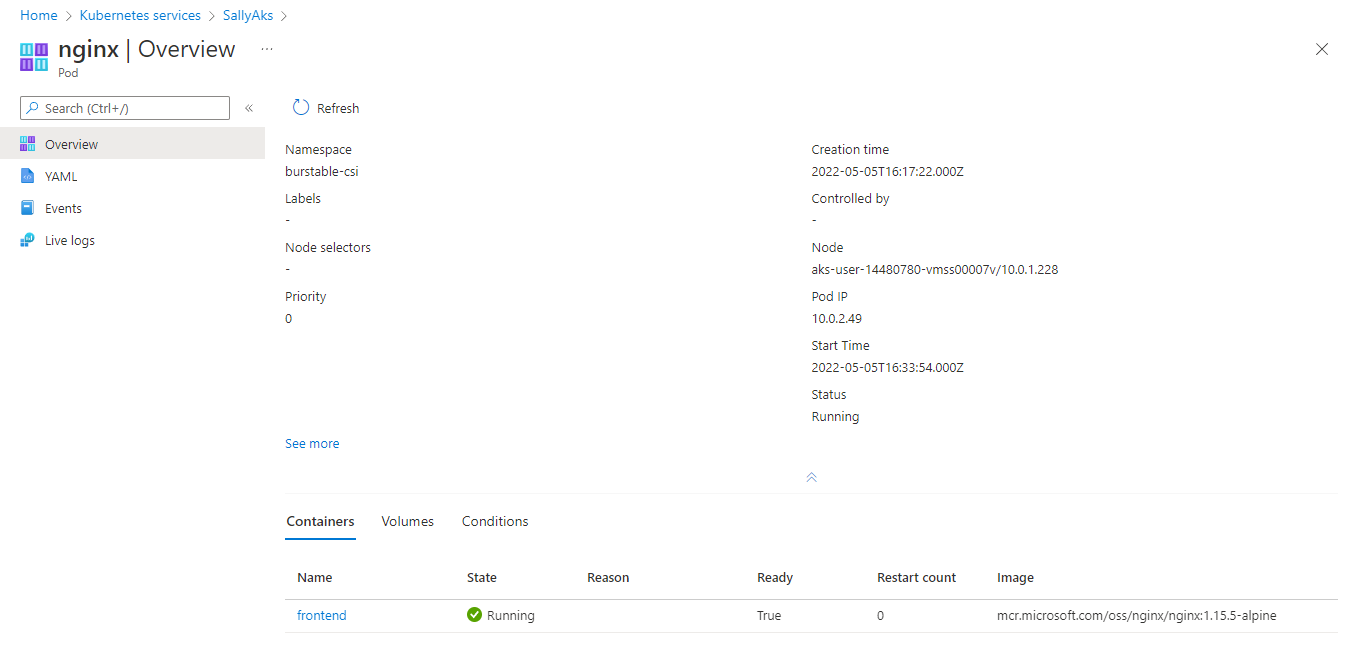 Home > Kubernetes services > SallyAks >
nginx | Overview ...
Pod
Search (Ctrl+/)
«
Overview
YAML
Events
Live logs
Refresh
Namespace
burstable-csi
Labels
-
Node selectors
-
Priority
0
See more
Creation time
2022-05-05T16:17:22.000Z
Controlled by
-
Node
aks-user-14480780-vmss00007v/10.0.1.228
Pod IP
10.0.2.49
Start Time
2022-05-05T16:33:54.000Z
Status
Running
Containers Volumes Conditions
Name State Reason Ready Restart count Image
frontend Running True 0 mcr.microsoft.com/oss/nginx/nginx:1.15.5-alpine